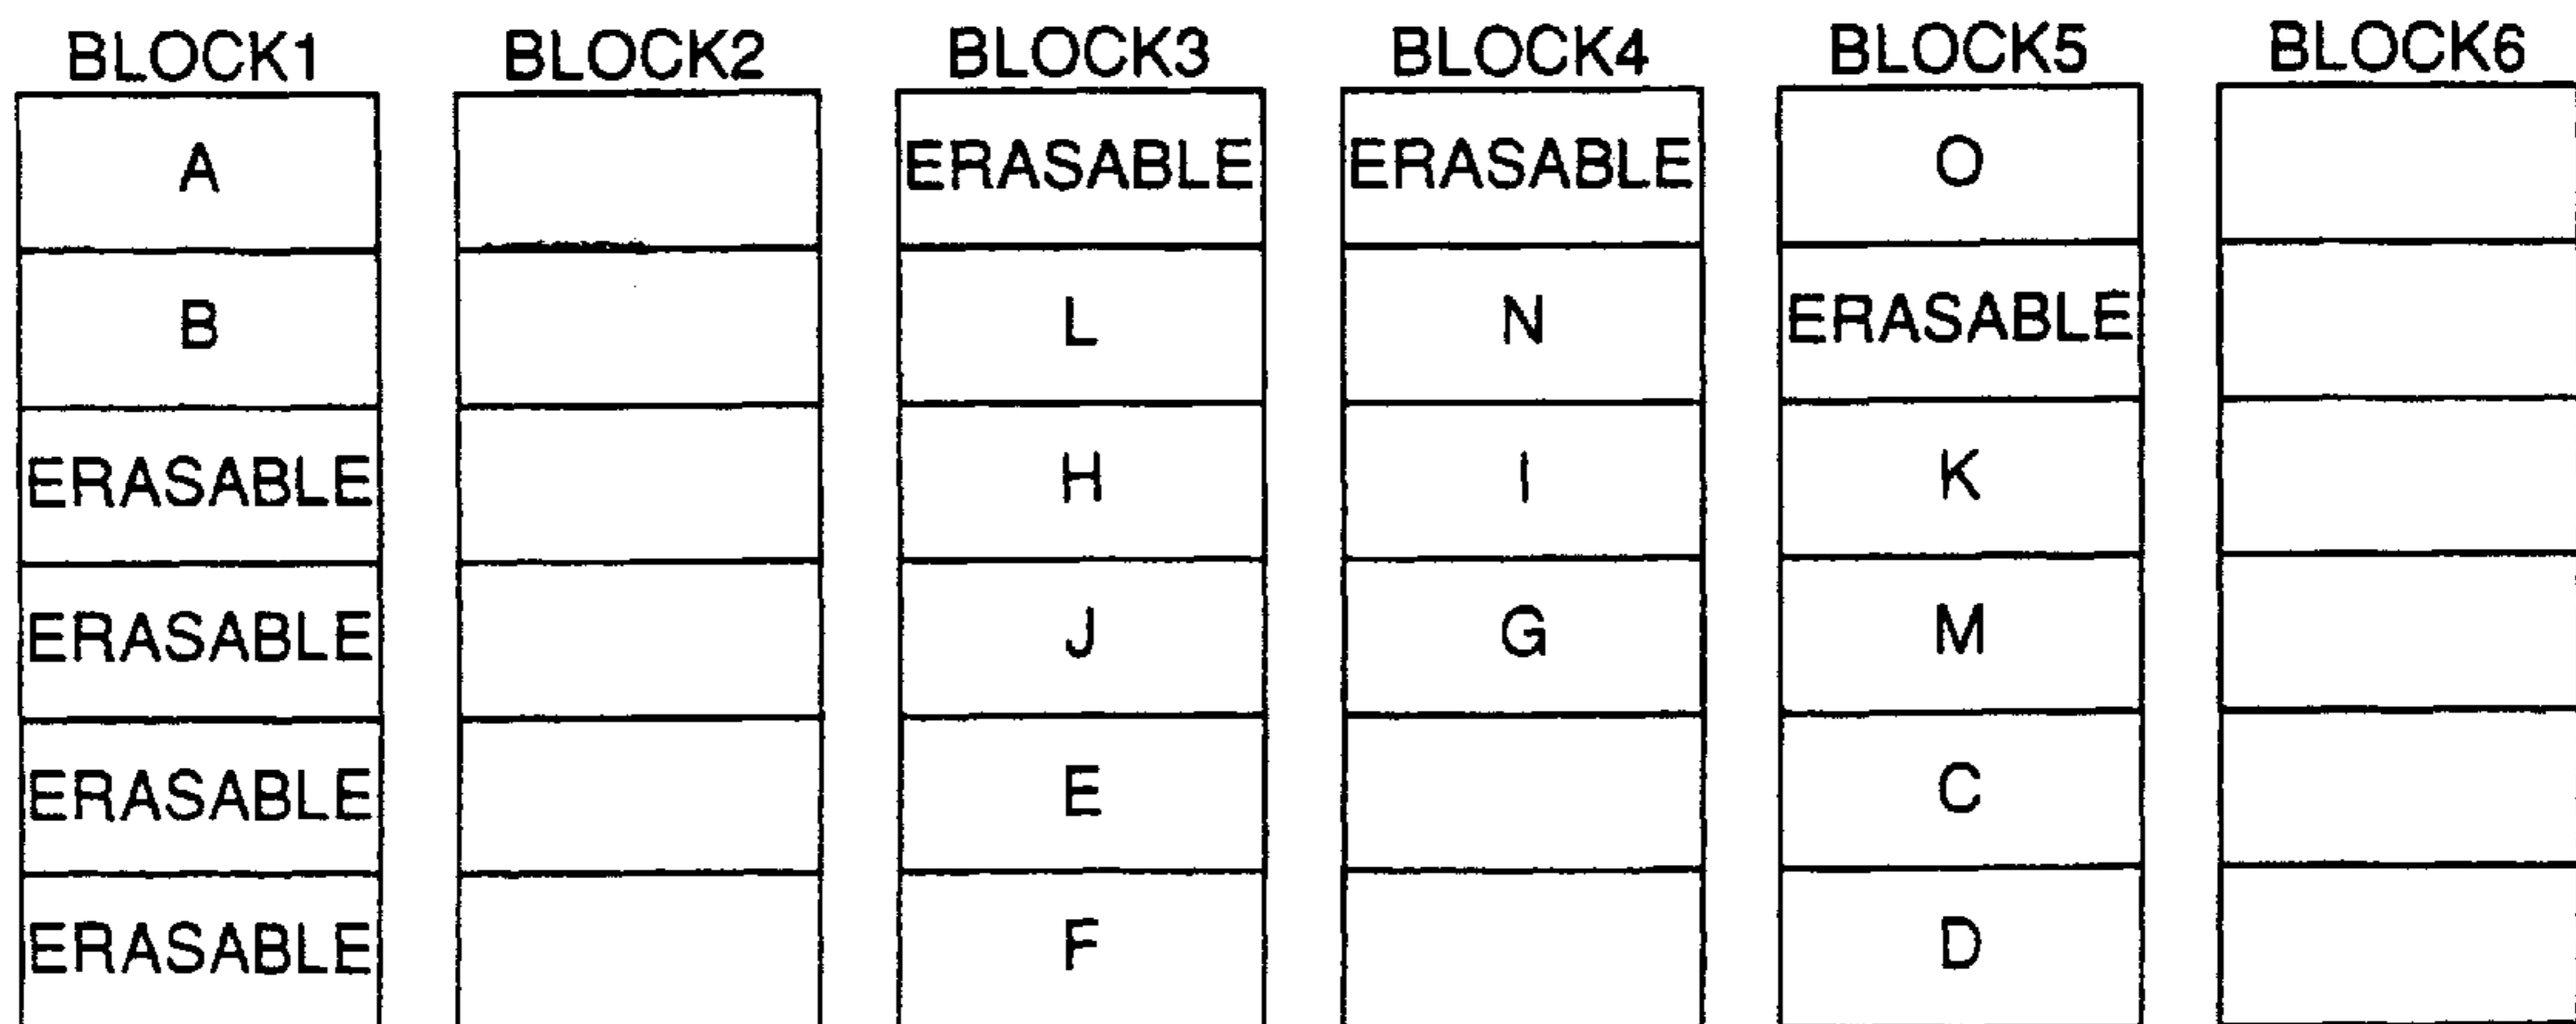 BLOCK1 BLOCK2 BLOCK3 BLOCK4 BLOCK5 BLOCK6
A ERASABLE ERASABLE O
B L N ERASABLE
ERASABLE H I K
ERASABLE J G M
ERASABLE E C
ERASABLE F D